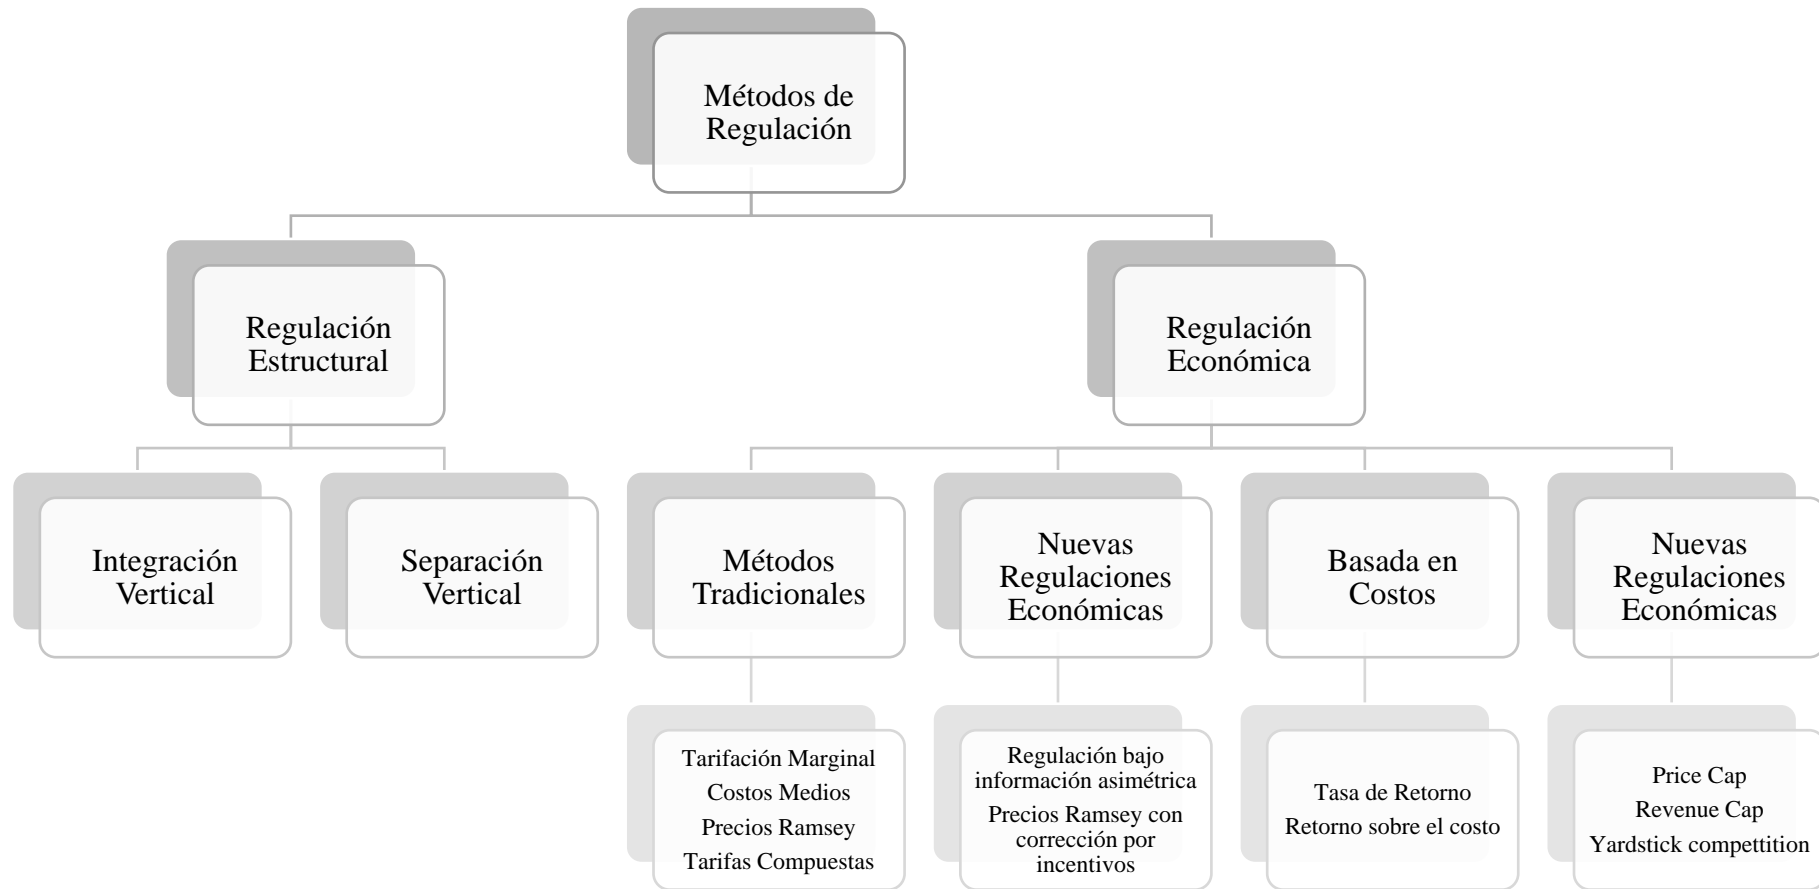 Métodos de
Regulación
Regulación
Estructural
Regulación
Económica
Integración
Vertical
Separación
Vertical
Métodos
Tradicionales
Nuevas
Regulaciones
Económicas
Basada en
Costos
Nuevas
Regulaciones
Económicas
Tarifación Marginal
Costos Medios
Precios Ramsey
Tarifas Compuestas
Regulación bajo
información asimétrica
Precios Ramsey con
corrección por
incentivos
Tasa de Retorno
Retorno sobre el costo
Price Cap
Revenue Cap
Yardstick compettition